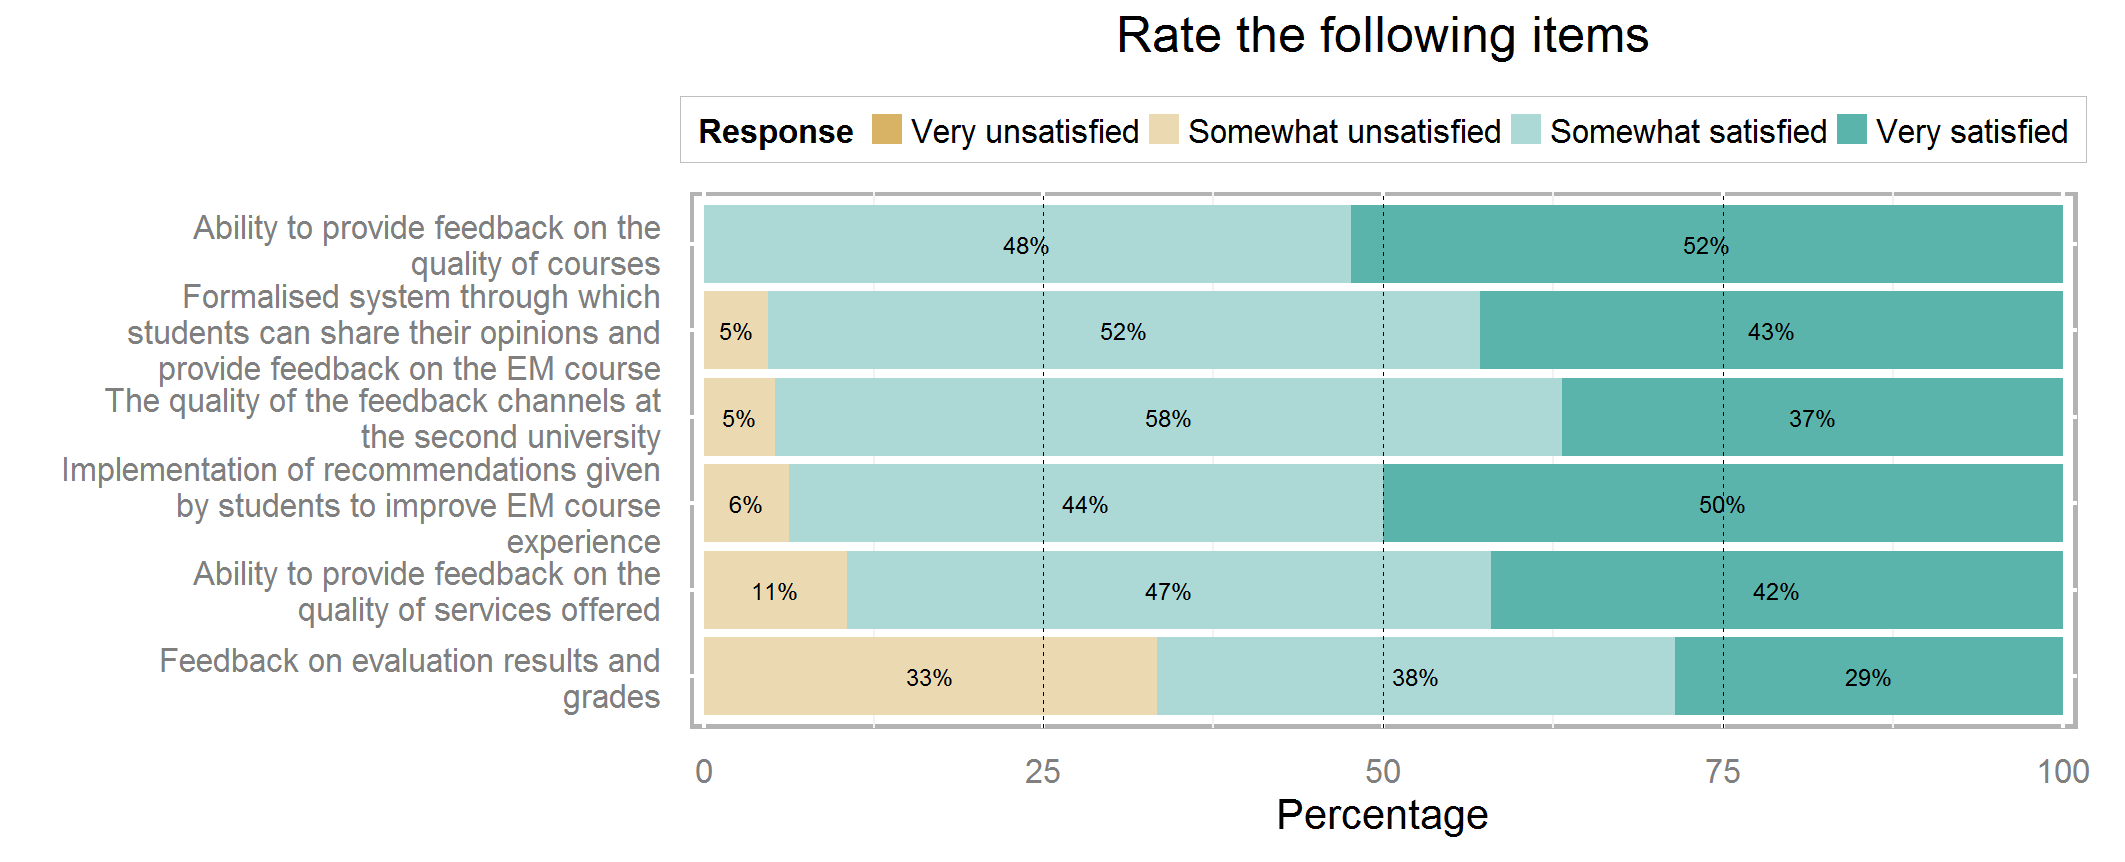 Rate the following items
Response Very unsatisfied Somewhat unsatisfied Somewhat satisfied Very satisfied
Ability to provide feedback on the
quality of courses
48% 52%
Formalised system through which
students can share their opinions and
provide feedback on the EM course
5% 52% 43%
The quality of the feedback channels at
the second university
5% 58% 37%
Implementation of recommendations given
by students to improve EM course
experience
6% 44% 50%
Ability to provide feedback on the
quality of services offered
11% 47% 42%
Feedback on evaluation results and
grades
33% 38% 29%
0 25 50 75 100
Percentage